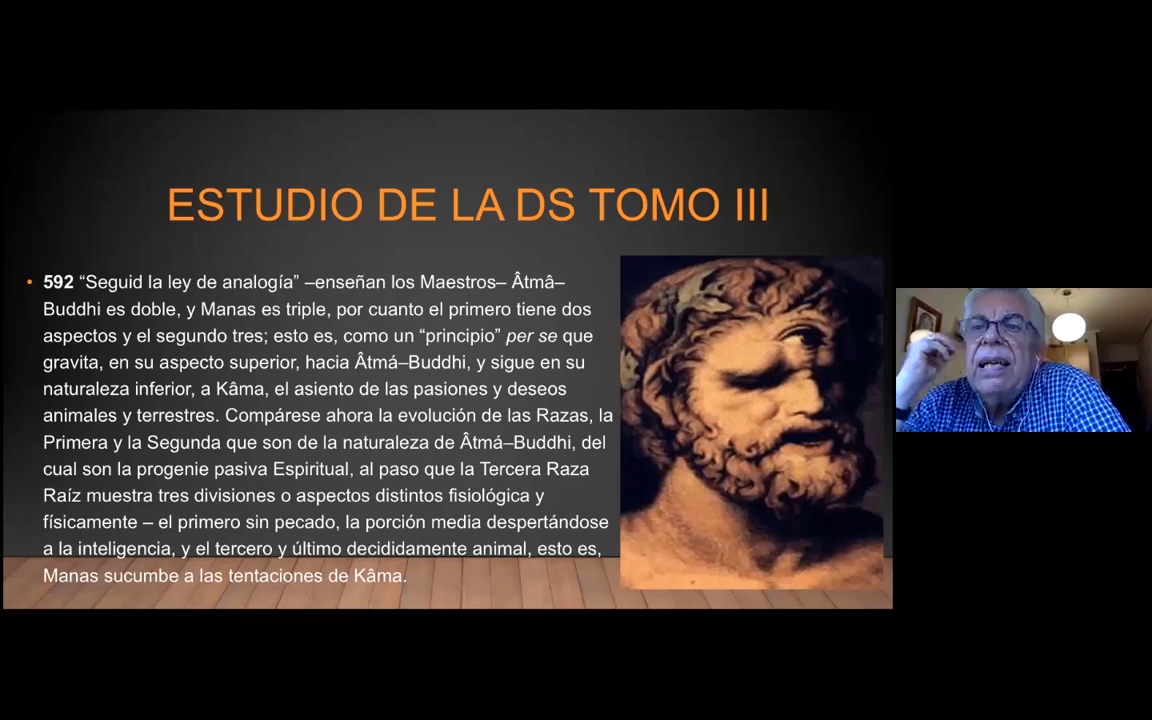 ESTUDIO DE LA DS TOMO III
• 592 “Seguid la ley de analogía” –enseñan los Maestros– Âtmâ–
Buddhi es doble, y Manas es triple, por cuanto el primero tiene dos
aspectos y el segundo tres; esto es, como un “principio” per se que
gravita, en su aspecto superior, hacia Âtmá–Buddhi, y sigue en su
naturaleza inferior, a Kâma, el asiento de las pasiones y deseos
animales y terrestres. Compárese ahora la evolución de las Razas, la
Primera y la Segunda que son de la naturaleza de Âtmá–Buddhi, del
cual son la progenie pasiva Espiritual, al paso que la Tercera Raza
Raíz muestra tres divisiones o aspectos distintos fisiológica y
físicamente – el primero sin pecado, la porción media despertándose
a la inteligencia, y el tercero y último decididamente animal, esto es,
Manas sucumbe a las tentaciones de Kâma.